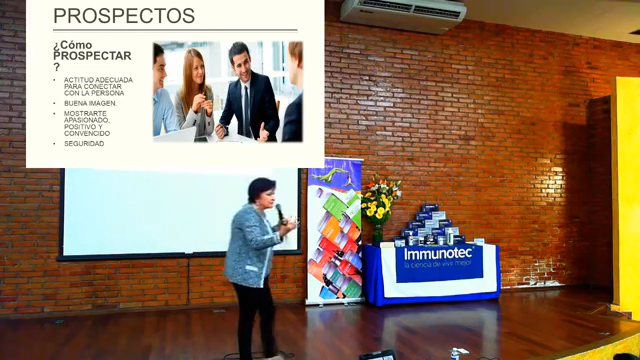 PROSPECTOS
¿Cómo
PROSPECTAR
?
• ACTITUD ADECUADA
PARA CONECTAR
CON LA PERSONA
• BUENA IMAGEN.
• MOSTRARTE
APASIONADO,
POSITIVO Y
CONVENCIDO
• SEGURIDAD
Immunotec
la ciencia de vivir mejor